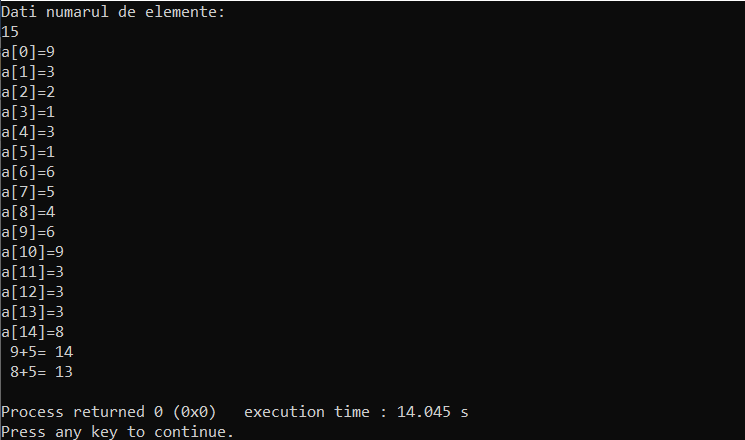 Dati numarul de elemente:
15
a[0]=9
a[1]=3
a[2]=2
a[3]=1
a[4]=3
a[5]=1
a[6]=6
a[7]=5
a[8]=4
a[9]=6
a[10]=9
a[11]=3
a[12]=3
a[13]=3
a[14]=8
 9+5= 14
 8+5= 13
Process returned 0 (0x0)   execution time : 14.045 s
Press any key to continue.